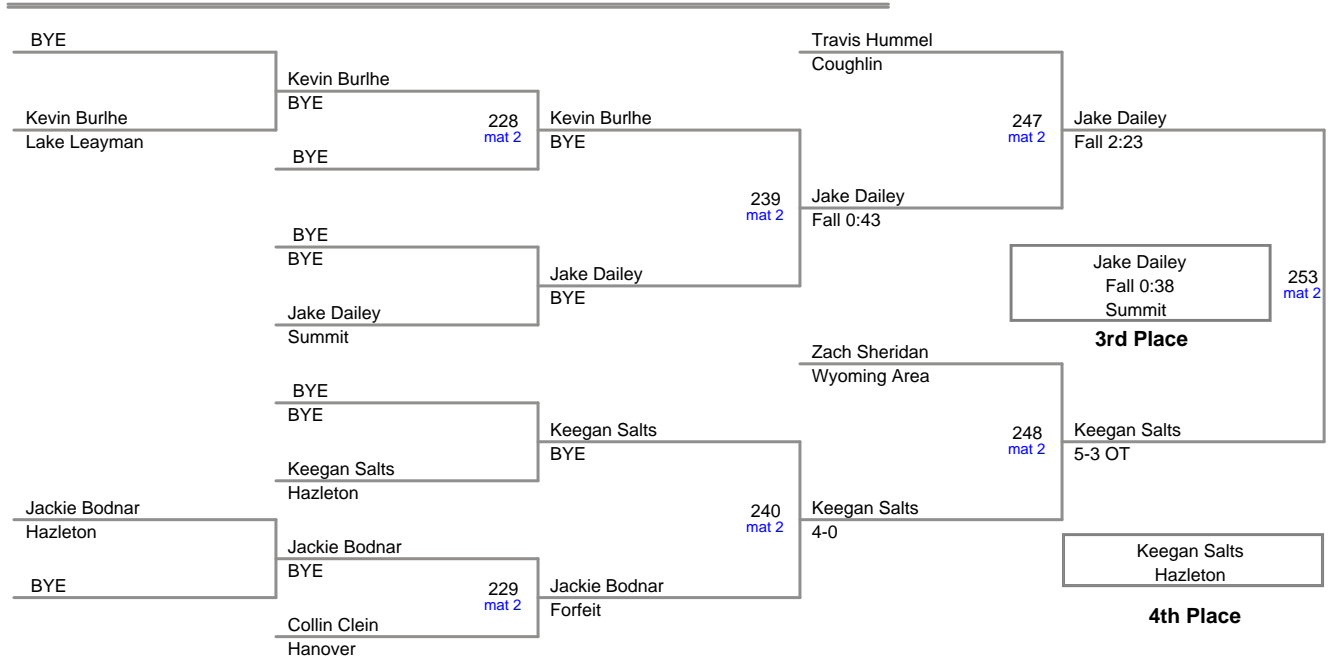 BYE
Kevin Burlhe
Lake Leayman
Kevin Burlhe
BYE
BYE
228
mat 2
Kevin Burlhe
BYE
BYE
BYE
Jake Dailey
Summit
Jake Dailey
BYE
239
mat 2
Jake Dailey
Fall 0:43
Travis Hummel
Coughlin
247
mat 2
Jake Dailey
Fall 2:23
Jake Dailey
Fall 0:38
Summit
3rd Place
253
mat 2
BYE
BYE
Keegan Salts
Hazleton
Keegan Salts
BYE
Jackie Bodnar
Hazleton
BYE
Jackie Bodnar
BYE
Collin Clein
Hanover
229
mat 2
Jackie Bodnar
Forfeit
240
mat 2
Keegan Salts
4-0
Zach Sheridan
Wyoming Area
248
mat 2
Keegan Salts
5-3 OT
Keegan Salts
Hazleton
4th Place